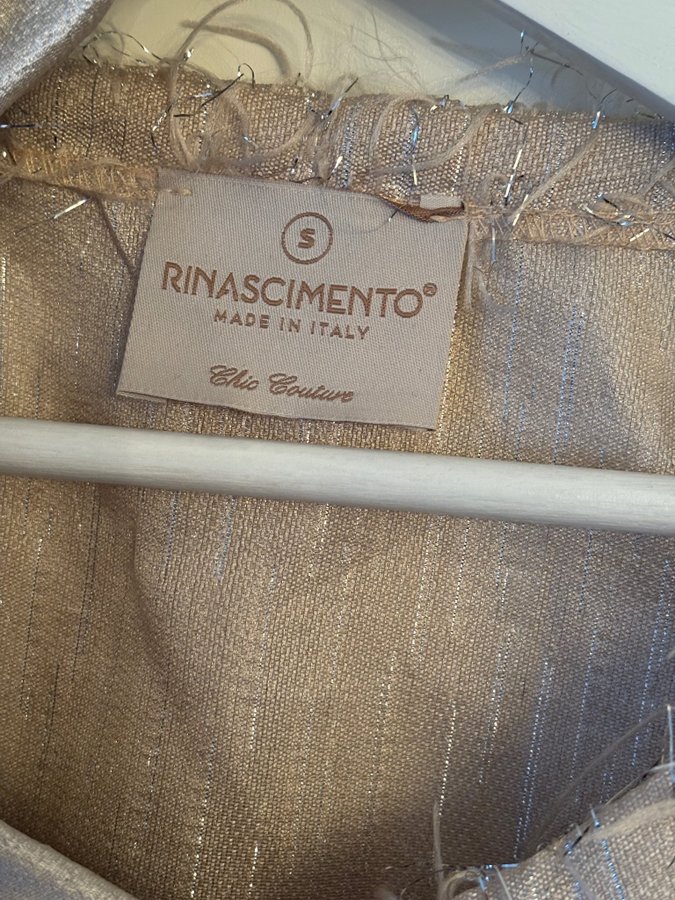 S
RINASCIMENTO®
MADE IN ITALY
Chic Couture